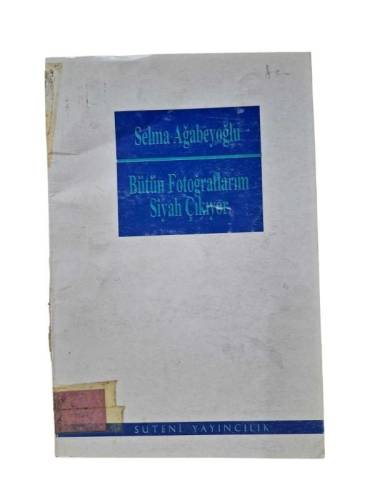 Selma Ağabeyoğlu
Bütün Fotoğraflarım
Siyah Çıkıyor
SUTENİ YAYINCILIK